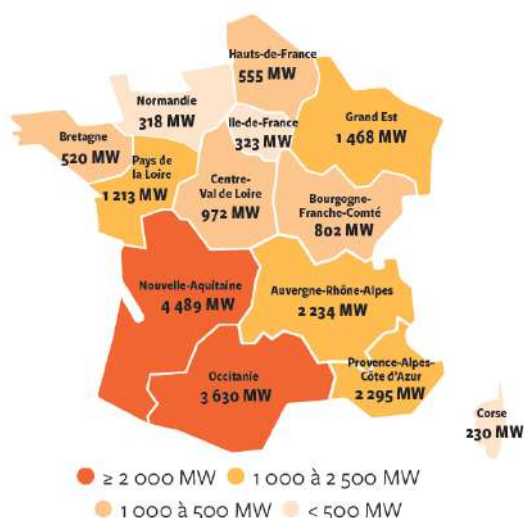 Hauts-de-France
555 MW
Normandie
318 MW
Ile-de-France
323 MW
Grand Est
1 468 MW
Bretagne
520 MW
Pays de
la Loire
1 213 MW
Centre-
Val de Loire
972 MW
Bourgogne-
Franche-Comté
802 MW
Nouvelle-Aquitaine
4 489 MW
Auvergne-Rhône-Alpes
2 234 MW
Occitanie
3 630 MW
Provence-Alpes-
Côte d'Azur
2 295 MW
Corse
230 MW
≥ 2 000 MW
1 000 à 2 500 MW
1 000 à 500 MW
< 500 MW